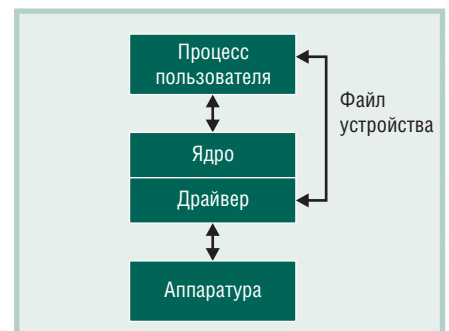 Процесс
пользователя
Файл
устройства
Ядро
Драйвер
Аппаратура